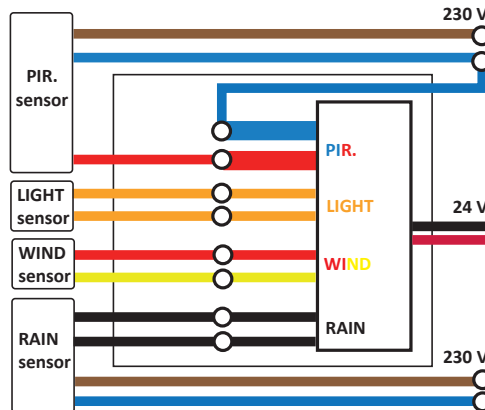 230 V
PIR.
sensor
PIR.
LIGHT
sensor
LIGHT
24 V
WIND
sensor
WIND
RAIN
sensor
RAIN
230 V